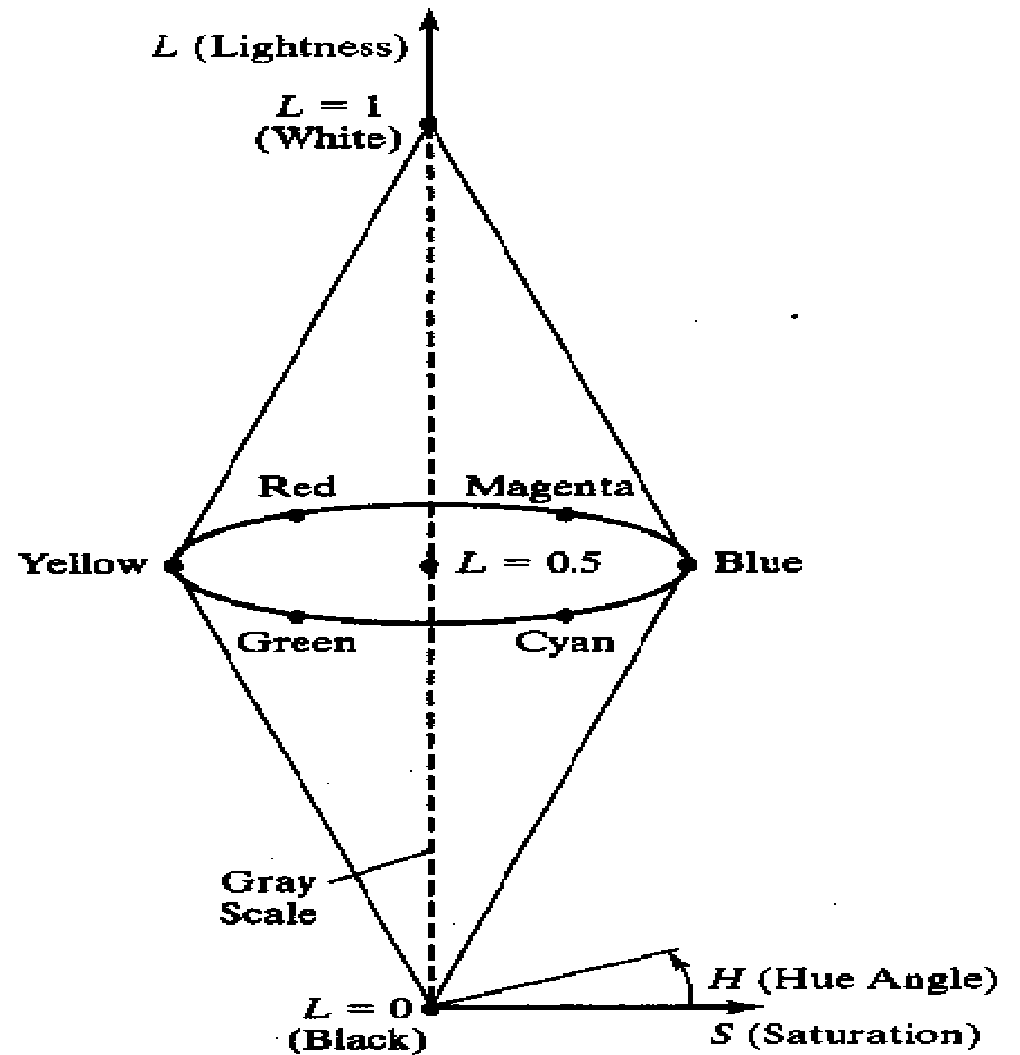 L (Lightness)
L = 1
(White)
Red
Magenta
Yellow
L = 0.5
Blue
Green
Cyan
Gray
Scale
L = 0
(Black)
H (Hue Angle)
S (Saturation)